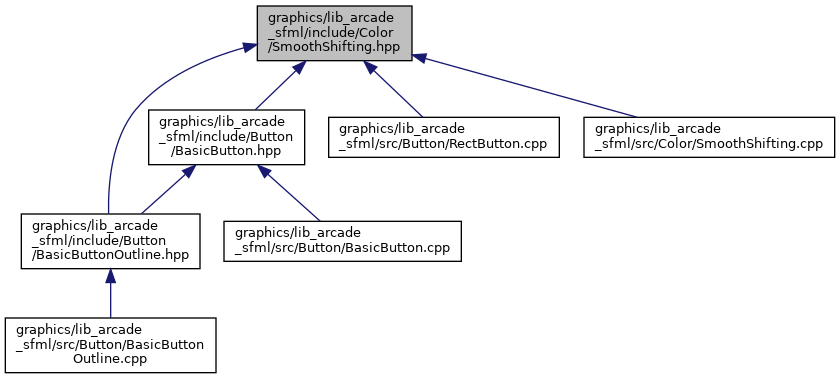 graphics/lib_arcade
_sfml/include/Color
/SmoothShifting.hpp
graphics/lib_arcade
_sfml/include/Button
/BasicButton.hpp
graphics/lib_arcade
_sfml/src/Button/RectButton.cpp
graphics/lib_arcade
_sfml/src/Color/SmoothShifting.cpp
graphics/lib_arcade
_sfml/include/Button
/BasicButtonOutline.hpp
graphics/lib_arcade
_sfml/src/Button/BasicButton.cpp
graphics/lib_arcade
_sfml/src/Button/BasicButton
Outline.cpp